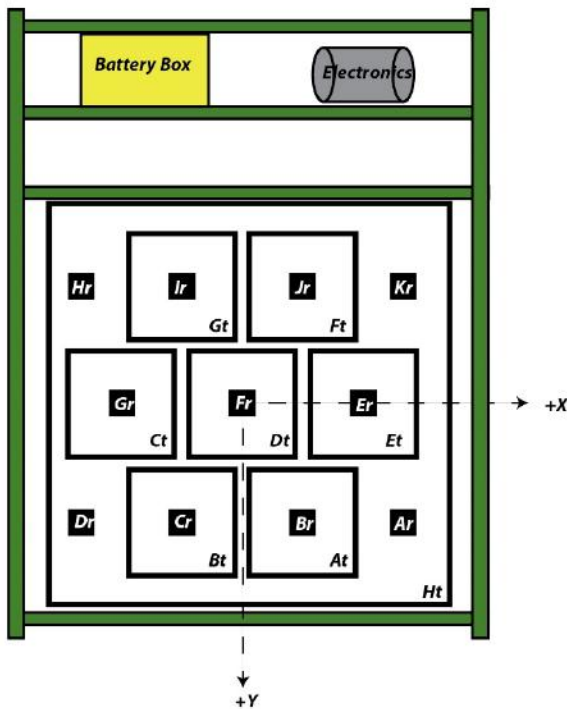 Battery Box
Electronics
Hr
Ir
Jr
Kr
Gt
Ft
Gr
Fr
Er
+X
Ct
Dt
Et
Dr
Cr
Br
Ar
Bt
At
Ht
+Y